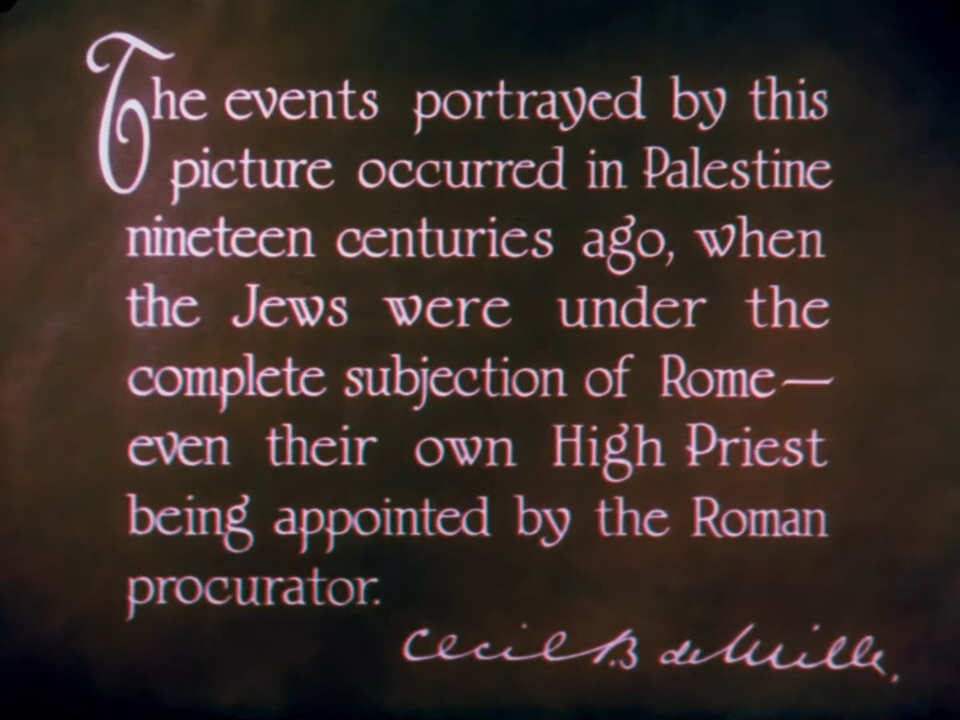 The events portrayed by this
picture occurred in Palestine
nineteen centuries ago, when
the Jews were under the
complete subjection of Rome—
even their own High Priest
being appointed by the Roman
procurator.
Cecil B deMille.